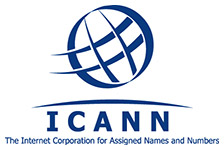 ICANN
The Internet Corporation for Assigned Names and Numbers